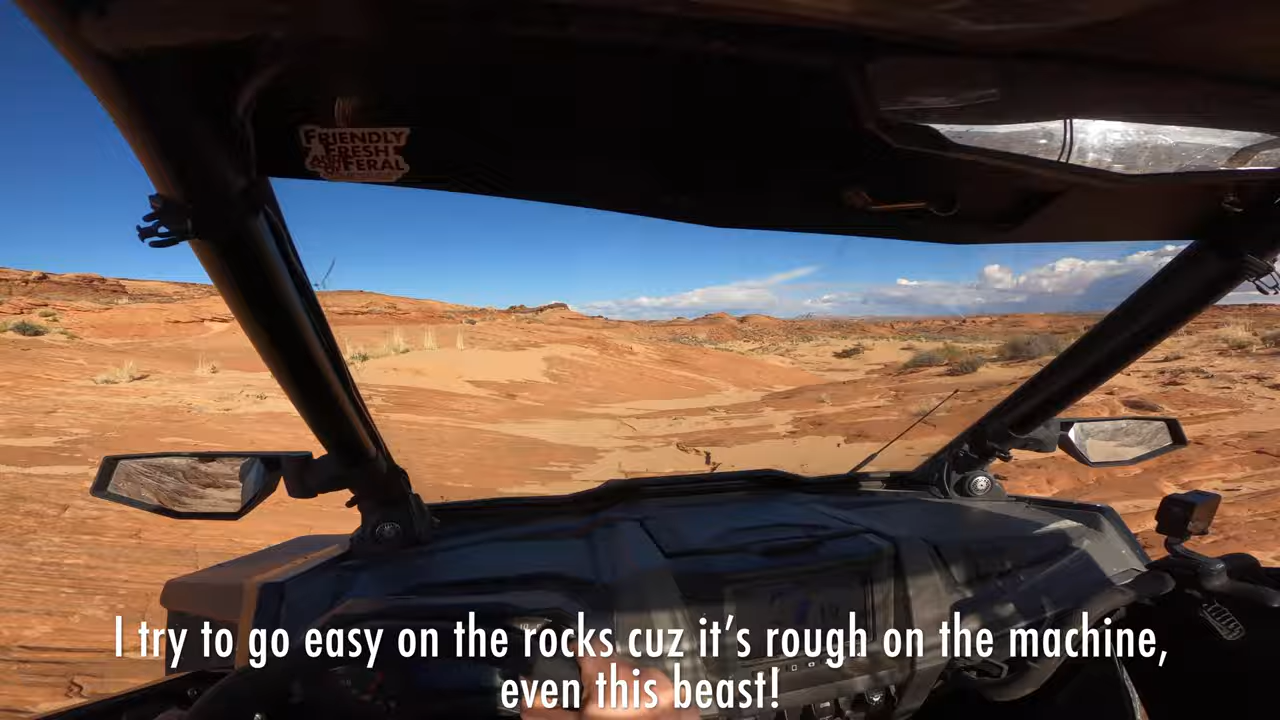 FRIENDLY
FRESH
FERAL
I try to go easy on the rocks cuz it's rough on the machine,
even this beast!